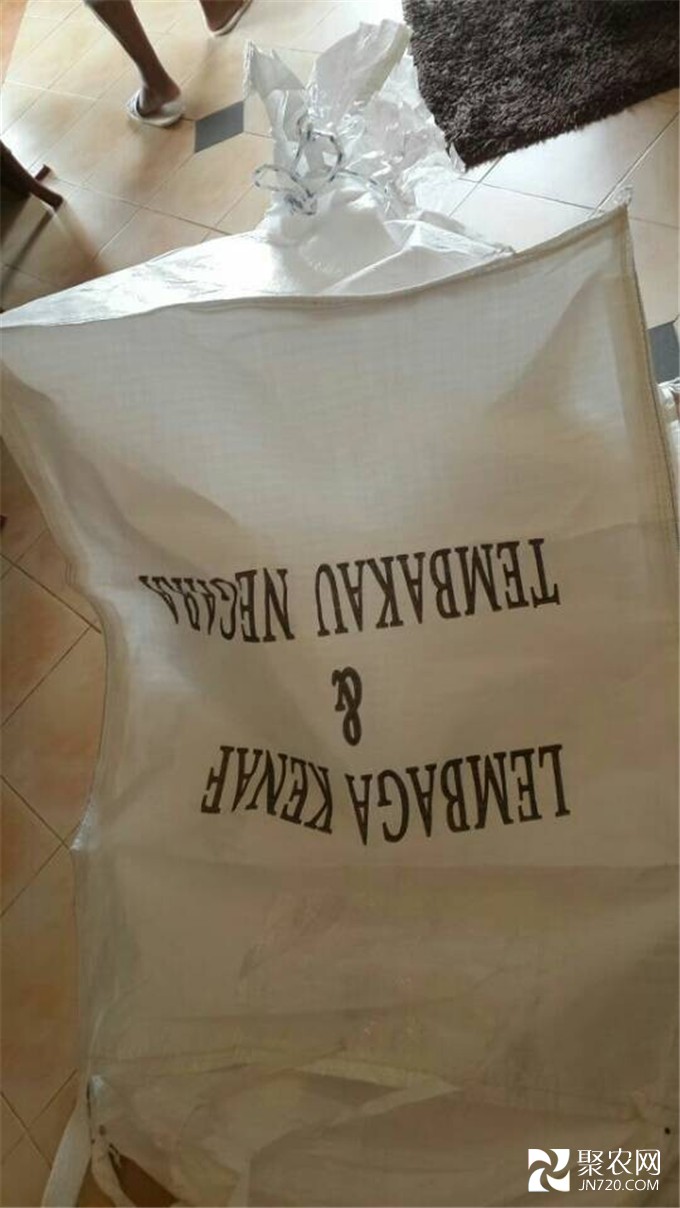 LEMBAGA KENAF
&
TEMBAKAU NEGARA
聚农网
JN720.COM